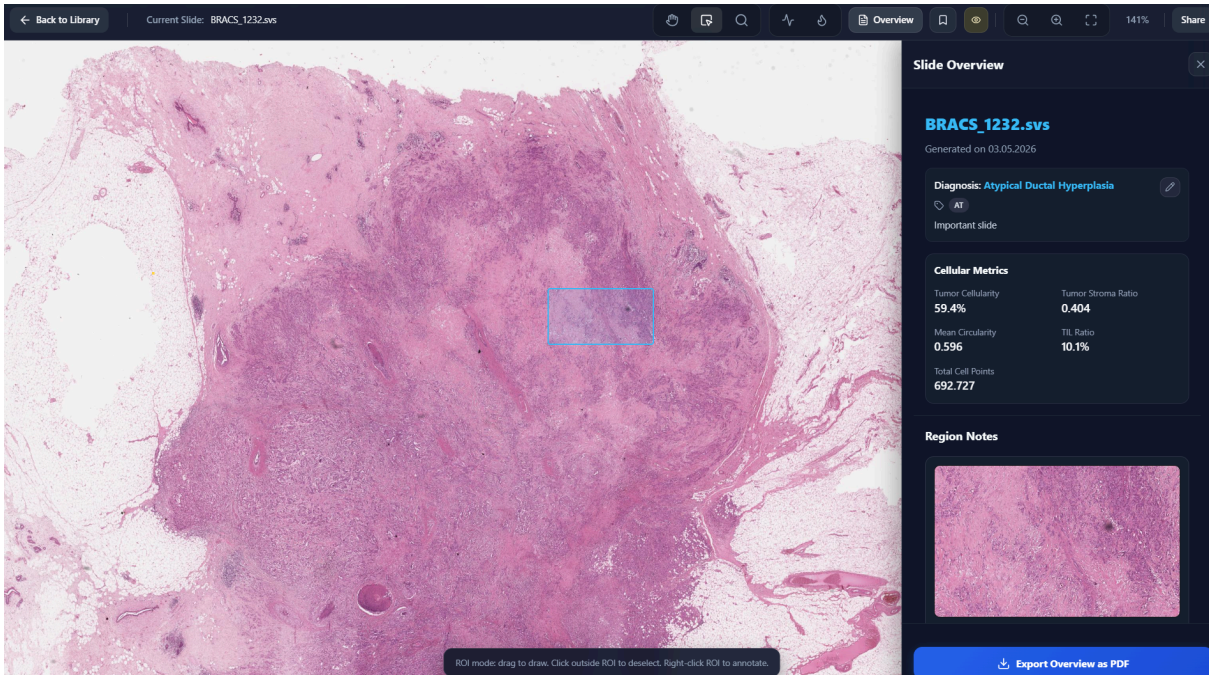 Back to Library
Current Slide: BRACS_1232.svs
Overview
141%
Share
Slide Overview
BRACS_1232.svs
Generated on 03.05.2026
Diagnosis: Atypical Ductal Hyperplasia
AT
Important slide
Cellular Metrics
Tumor Cellularity
59.4%
Tumor Stroma Ratio
0.404
Mean Circularity
0.596
TIL Ratio
10.1%
Total Cell Points
692.727
Region Notes
ROI mode: drag to draw. Click outside ROI to deselect. Right-click ROI to annotate.
Export Overview as PDF